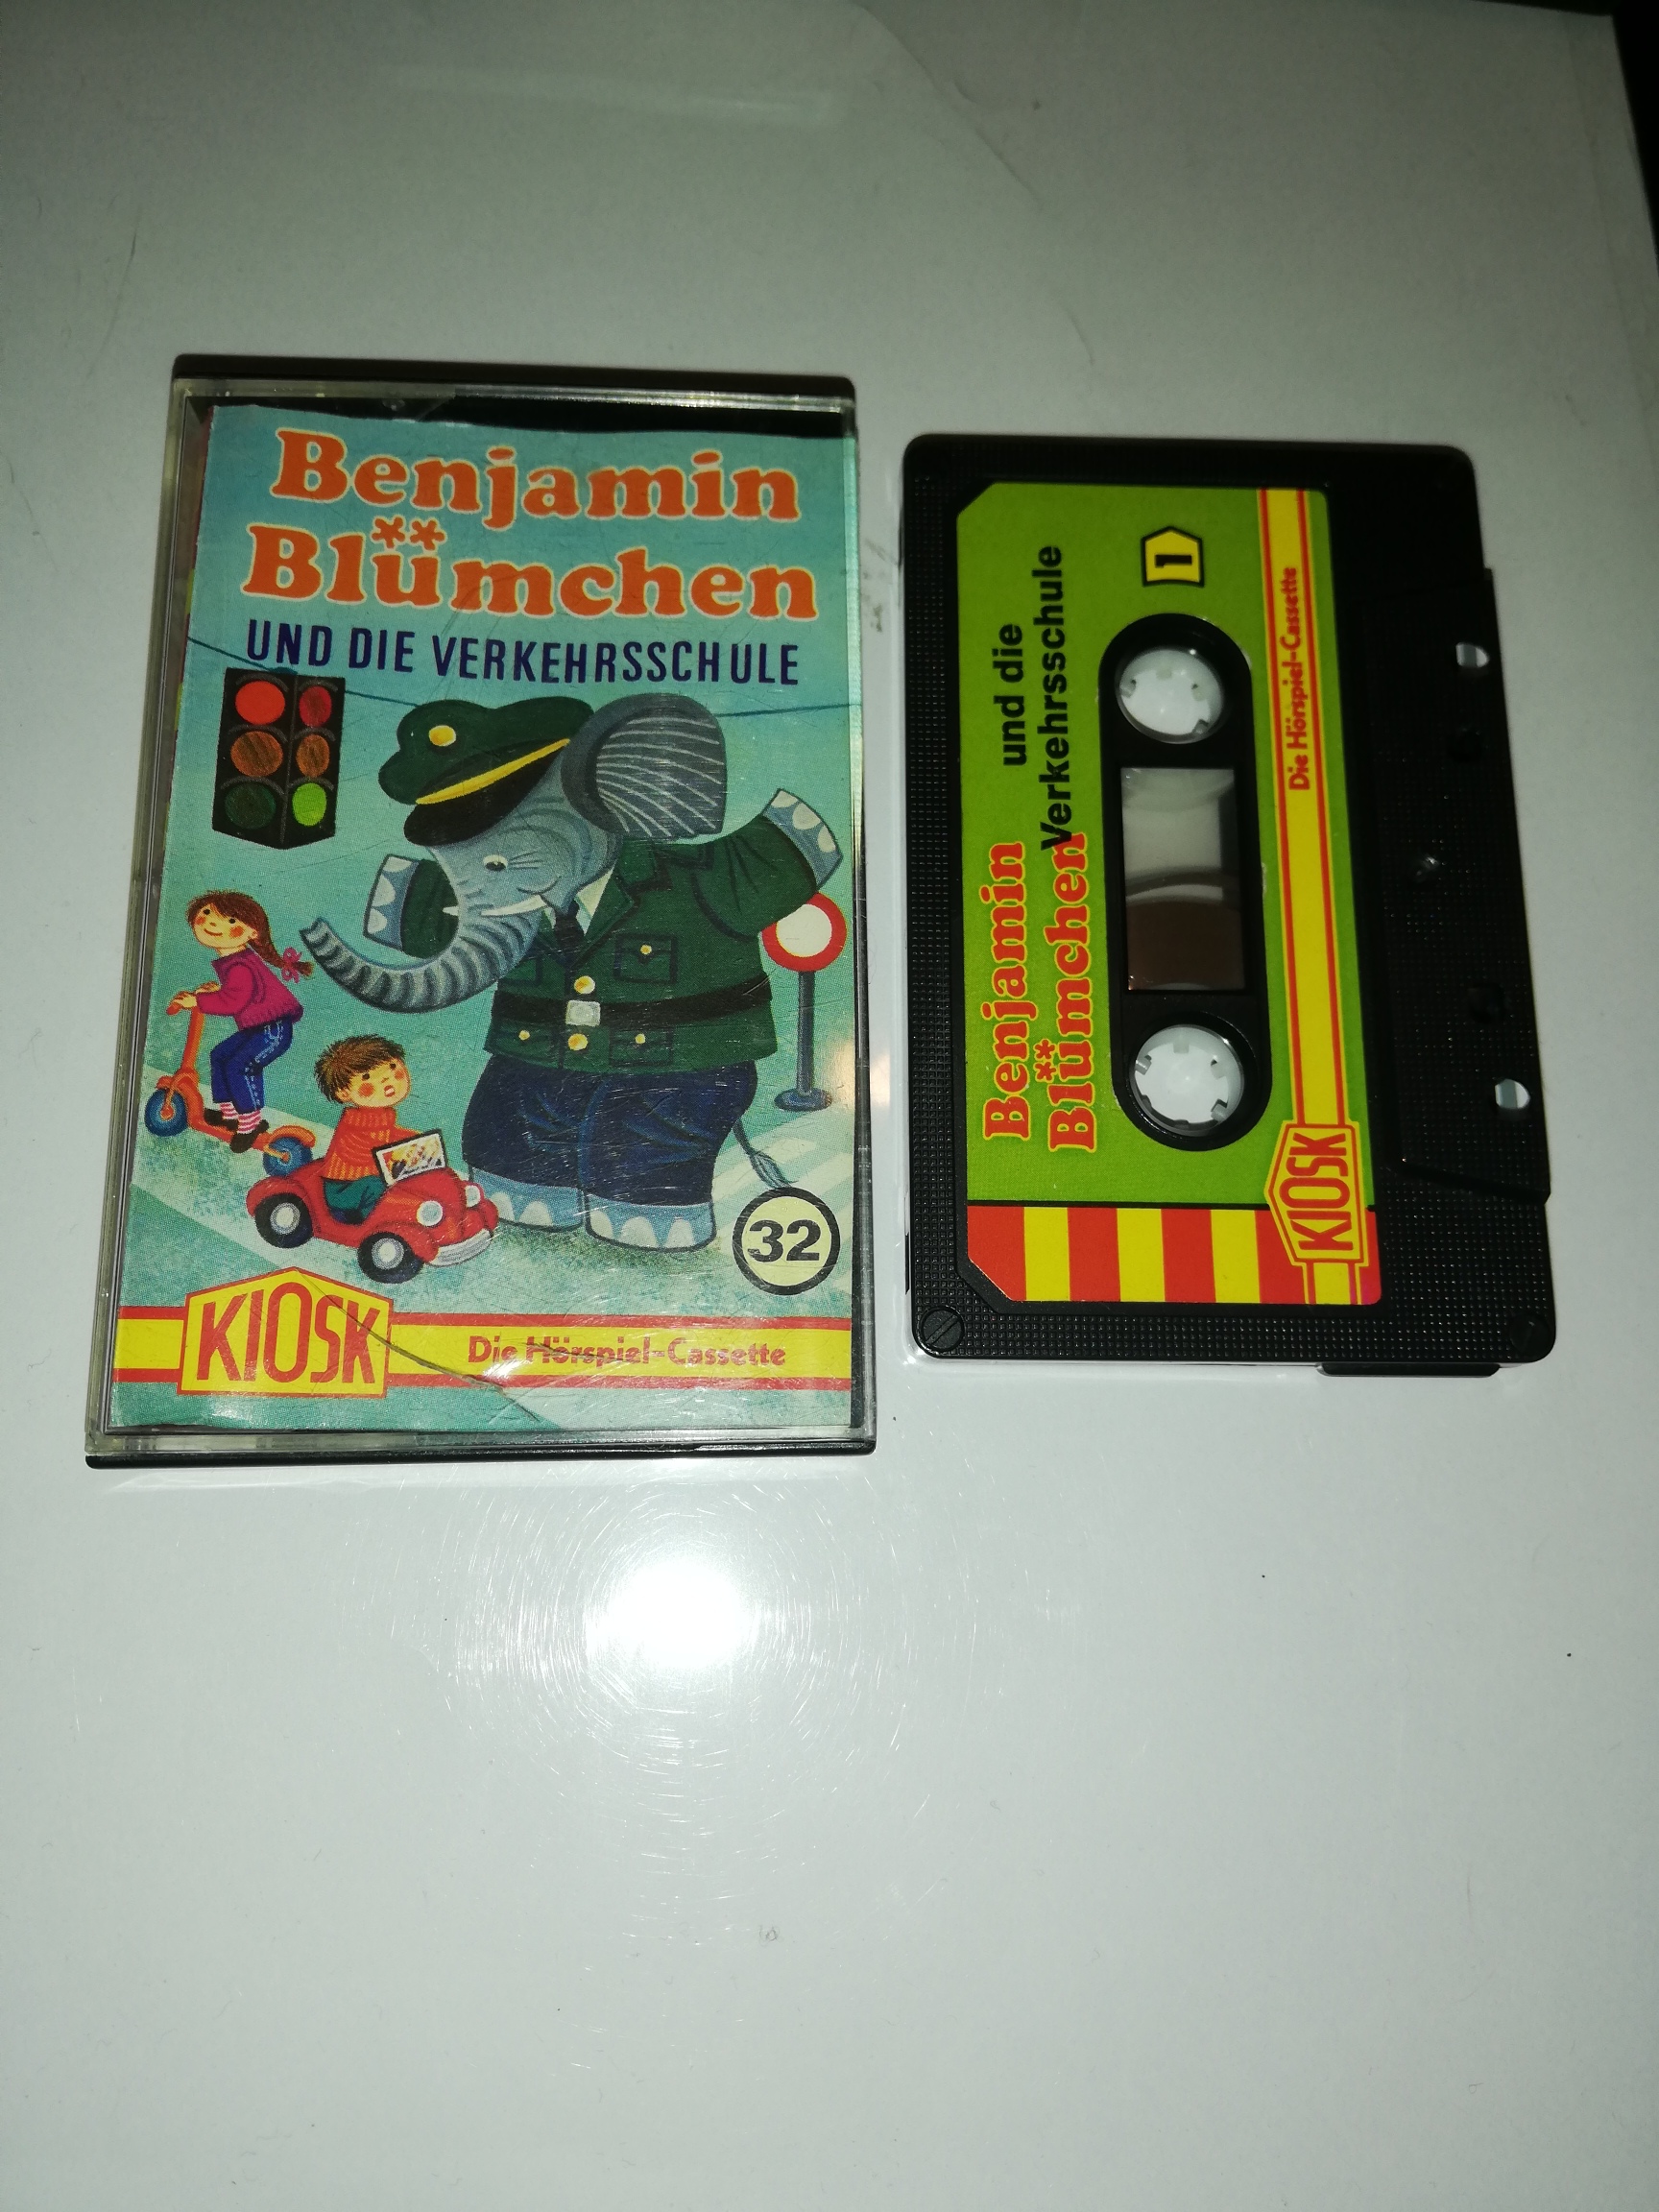 Benjamin
Blümchen
UND DIE VERKEHRSSCHULE
32
KIOSK
Die Hörspiel-Cassette
Benjamin
Blümchen
und die
Verkehrsschule
1
KIOSK
Die Hörspiel-Cassette